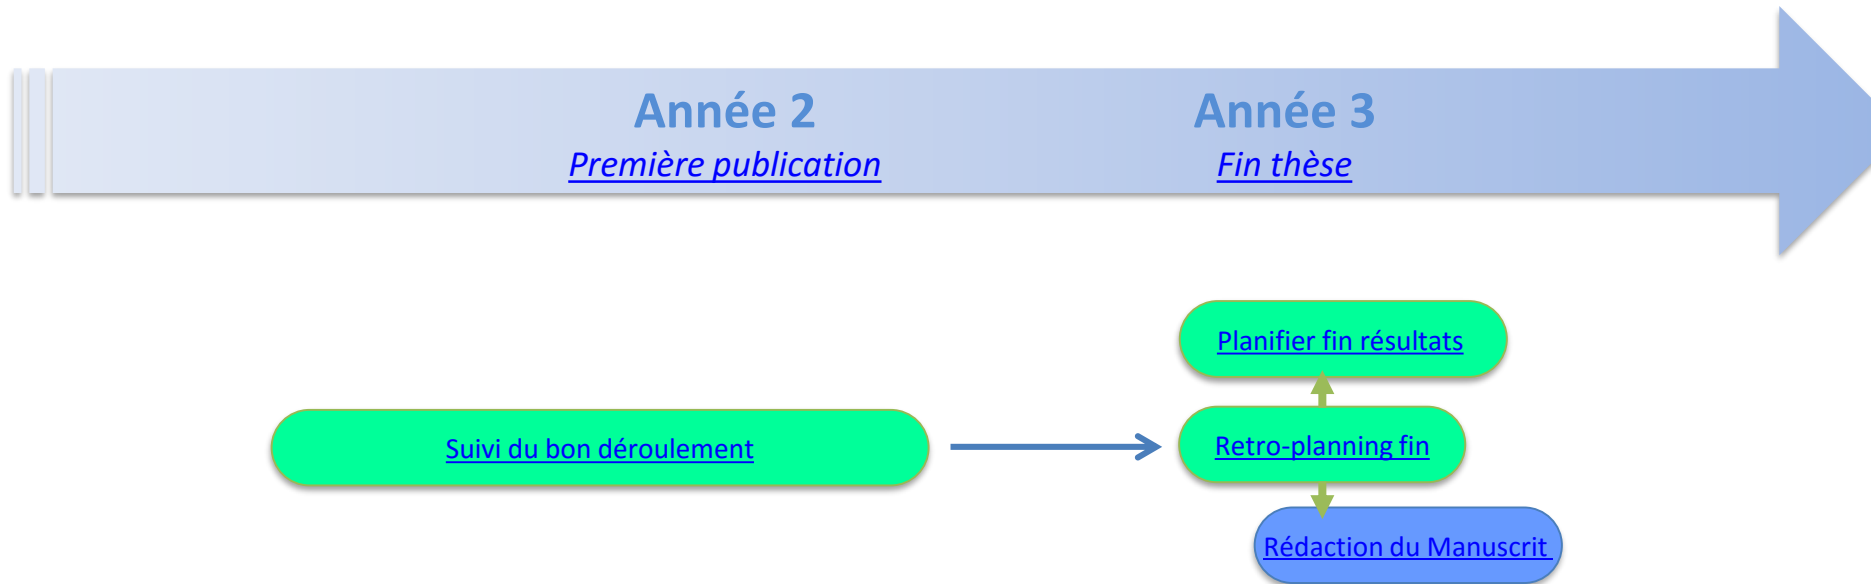 Année 2
Première publication
Année 3
Fin thèse
Planifier fin résultats
Suivi du bon déroulement
Retro-planning fin
Rédaction du Manuscrit